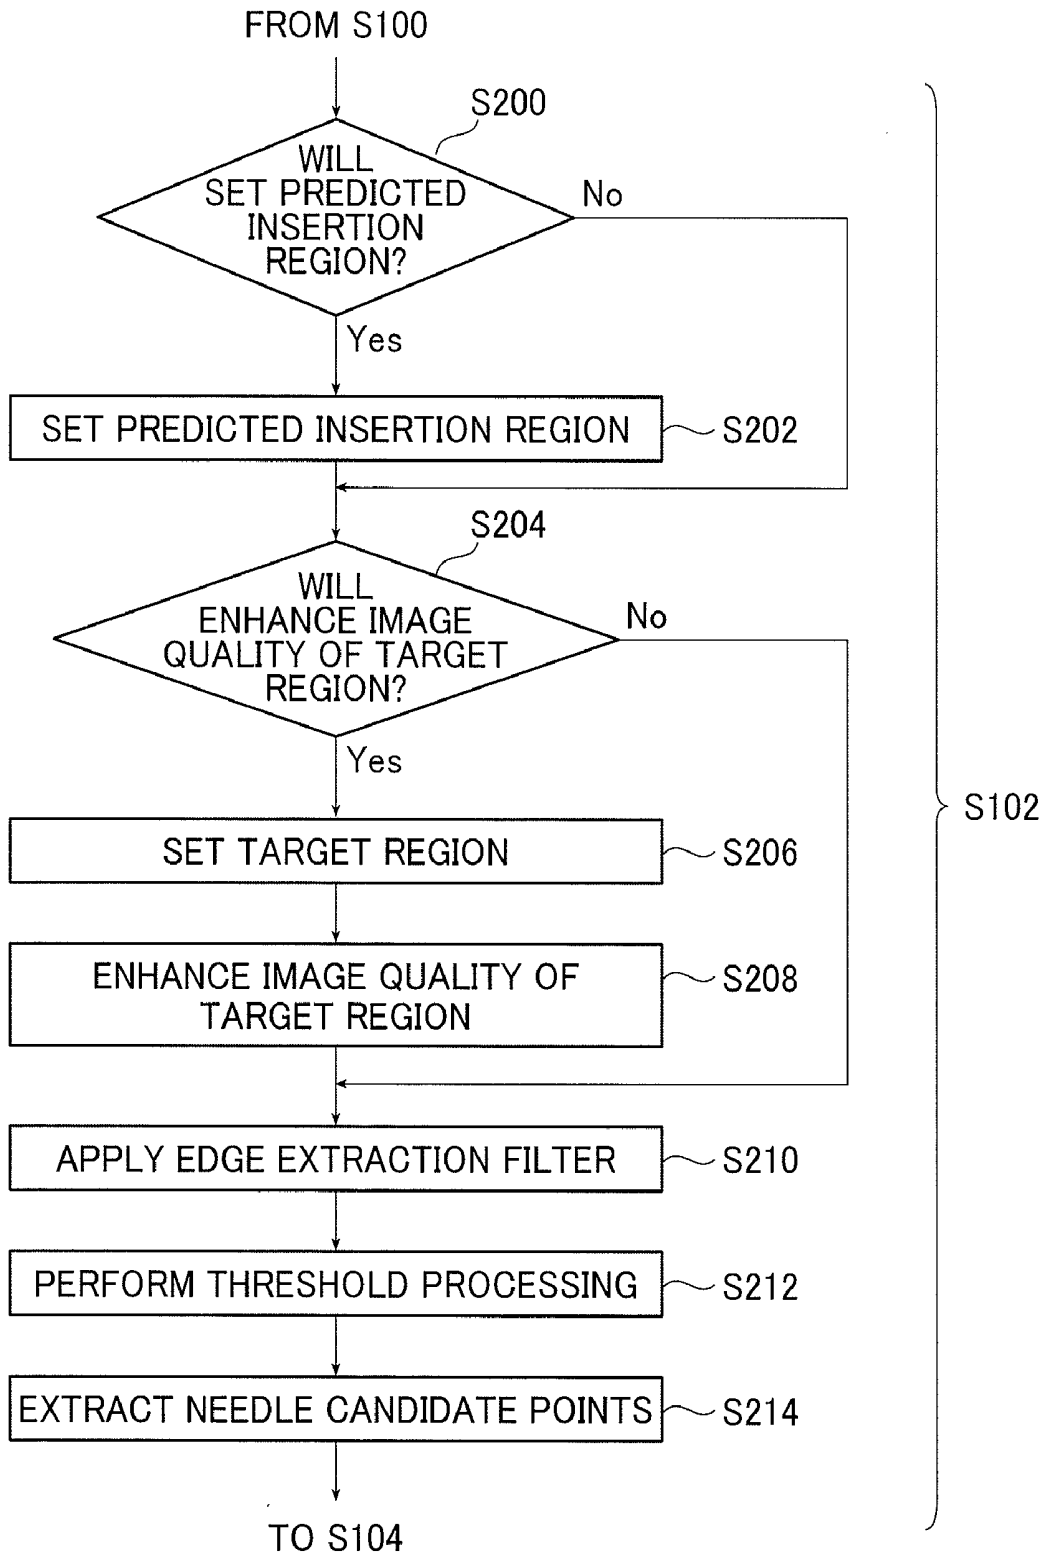 FROM S100
S200
WILL
SET PREDICTED
INSERTION
REGION?
No
Yes
SET PREDICTED INSERTION REGION
S202
S204
WILL
ENHANCE IMAGE
QUALITY OF TARGET
REGION?
No
Yes
S102
SET TARGET REGION
S206
ENHANCE IMAGE QUALITY OF
TARGET REGION
S208
APPLY EDGE EXTRACTION FILTER
S210
PERFORM THRESHOLD PROCESSING
S212
EXTRACT NEEDLE CANDIDATE POINTS
S214
TO S104